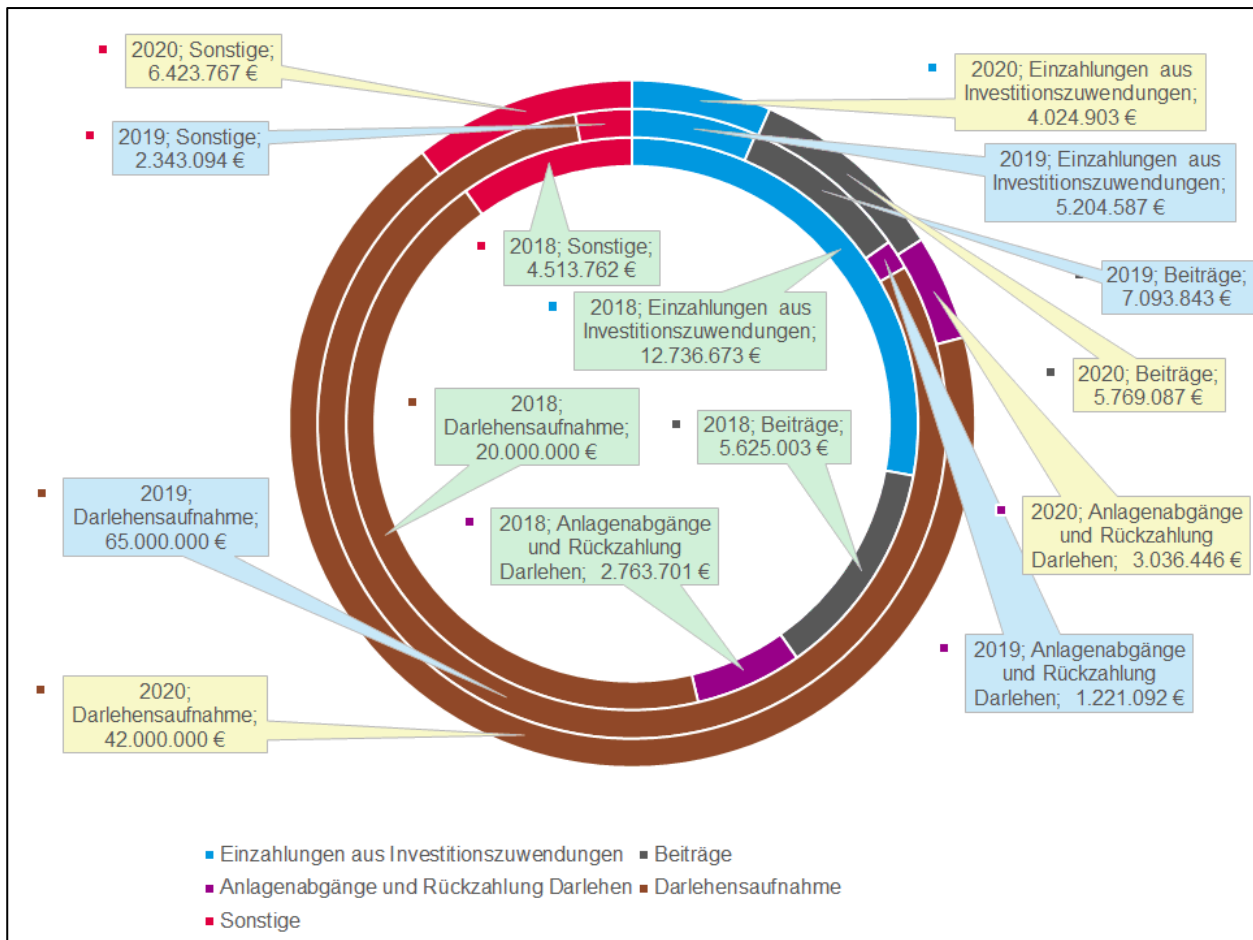 2020; Sonstige;
6.423.767 €
2019; Sonstige;
2.343.094 €
2018; Sonstige;
4.513.762 €
2020; Einzahlungen aus
Investitionszuwendungen;
4.024.903 €
2019; Einzahlungen aus
Investitionszuwendungen;
5.204.587 €
2018; Einzahlungen aus
Investitionszuwendungen;
12.736.673 €
2019; Beiträge;
7.093.843 €
2020; Beiträge;
5.769.087 €
2018; Beiträge;
5.625.003 €
2018;
Darlehensaufnahme;
20.000.000 €
2019;
Darlehensaufnahme;
65.000.000 €
2018; Anlagenabgänge
und Rückzahlung
Darlehen; 2.763.701 €
2020; Anlagenabgänge
und Rückzahlung
Darlehen; 3.036.446 €
2019; Anlagenabgänge
und Rückzahlung
Darlehen; 1.221.092 €
2020;
Darlehensaufnahme;
42.000.000 €
Einzahlungen aus Investitionszuwendungen
Beiträge
Anlagenabgänge und Rückzahlung Darlehen
Darlehensaufnahme
Sonstige